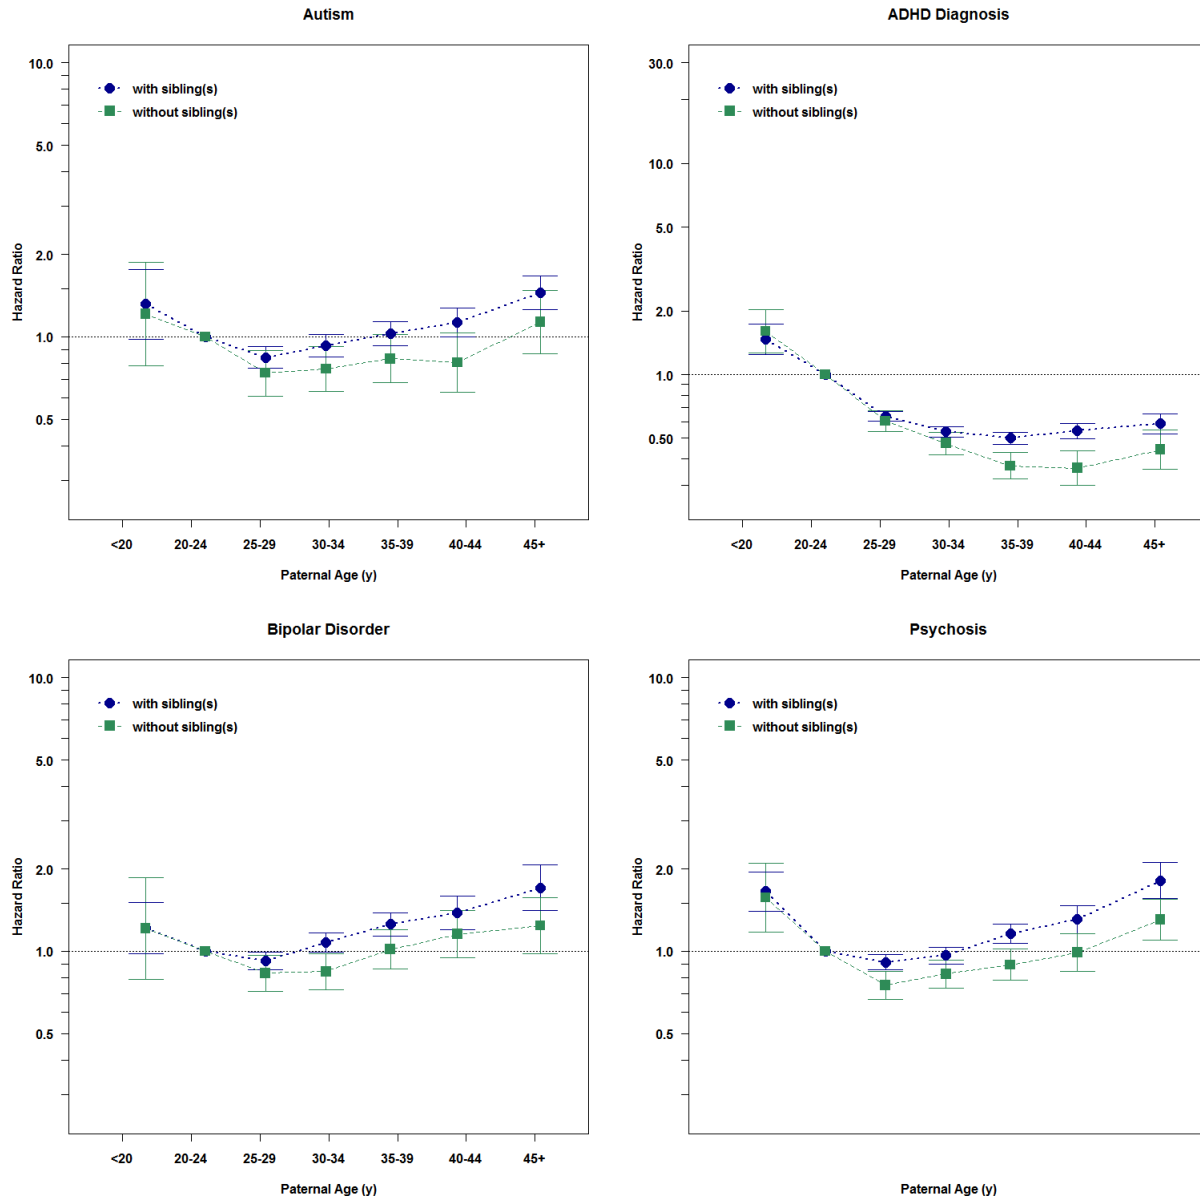 Autism
10.0
5.0
2.0
1.0
0.5
Hazard Ratio
with sibling(s)
without sibling(s)
<20
20-24
25-29
30-34
35-39
40-44
45+
Paternal Age (y)
ADHD Diagnosis
30.0
10.0
5.0
2.0
1.0
0.50
Hazard Ratio
with sibling(s)
without sibling(s)
<20
20-24
25-29
30-34
35-39
40-44
45+
Paternal Age (y)
Bipolar Disorder
10.0
5.0
2.0
1.0
0.5
Hazard Ratio
with sibling(s)
without sibling(s)
<20
20-24
25-29
30-34
35-39
40-44
45+
Paternal Age (y)
Psychosis
10.0
5.0
2.0
1.0
0.5
Hazard Ratio
with sibling(s)
without sibling(s)
Paternal Age (y)